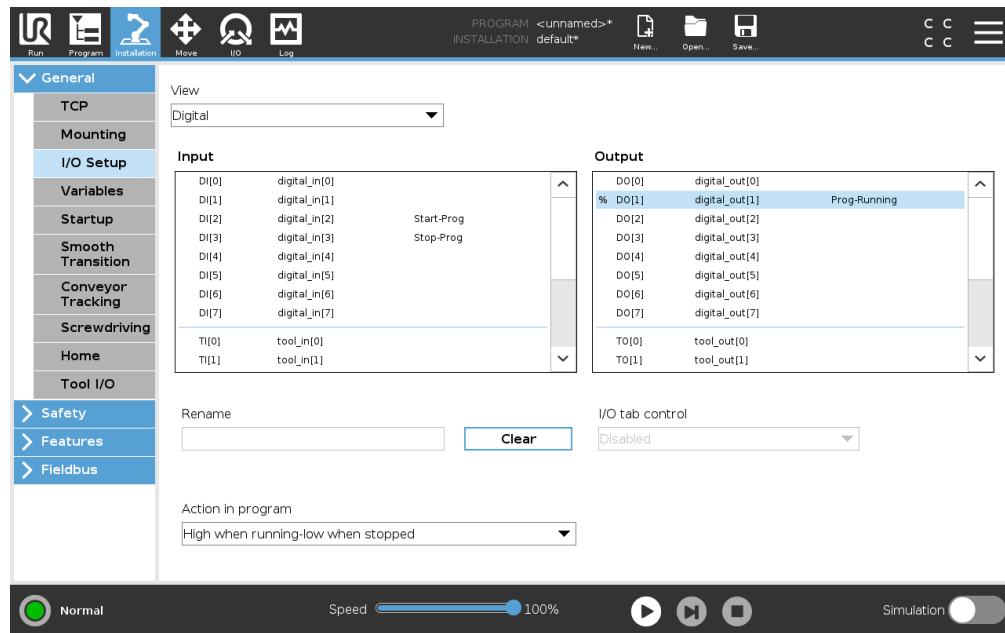 PROGRAM <unnamed>*
INSTALLATION default*
UR
Run
Program
Installation
Move
I/O
Log
New...
Open...
Save...
C C
C C
General
TCP
Mounting
I/O Setup
Variables
Startup
Smooth
Transition
Conveyor
Tracking
Screwdriving
Home
Tool I/O
Safety
Features
Fieldbus
View
Digital
Input
DI[0] digital_in[0]
DI[1] digital_in[1]
DI[2] digital_in[2] Start-Prog
DI[3] digital_in[3] Stop-Prog
DI[4] digital_in[4]
DI[5] digital_in[5]
DI[6] digital_in[6]
DI[7] digital_in[7]
TI[0] tool_in[0]
TI[1] tool_in[1]
Output
DO[0] digital_out[0]
% DO[1] digital_out[1] Prog-Running
DO[2] digital_out[2]
DO[3] digital_out[3]
DO[4] digital_out[4]
DO[5] digital_out[5]
DO[6] digital_out[6]
DO[7] digital_out[7]
TO[0] tool_out[0]
TO[1] tool_out[1]
Rename
Clear
I/O tab control
Disabled
Action in program
High when running-low when stopped
Normal
Speed 100%
Simulation